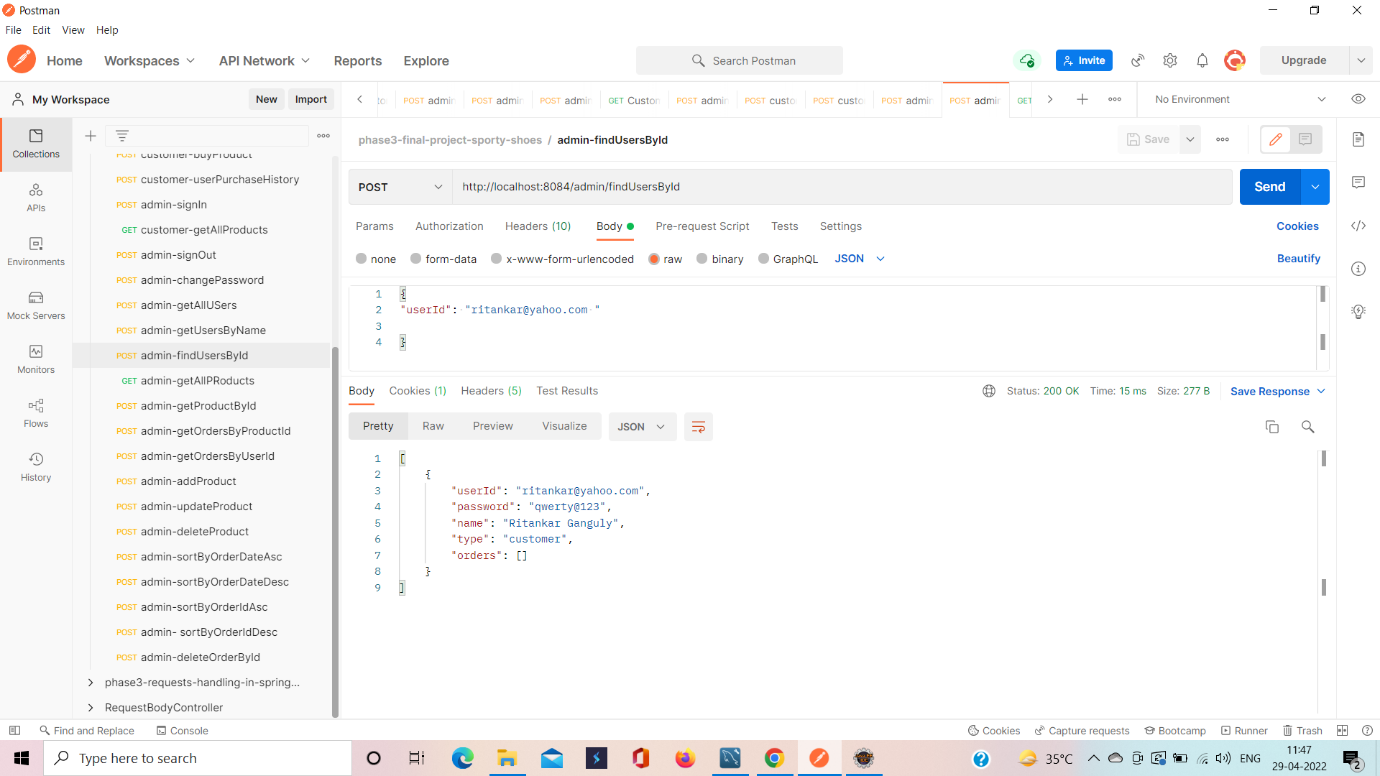 Postman
File Edit View Help
Home Workspaces API Network Reports Explore Search Postman Invite Upgrade
My Workspace New Import
POST admin POST admin POST admin GET Custom POST admin POST custo POST custo POST admin POST admin GET No Environment
phase3-final-project-sporty-shoes / admin-findUsersById Save
Collections
APIs
Environments
Mock Servers
Monitors
Flows
History
POST customer-buyProduct
POST customer-userPurchaseHistory
POST admin-signIn
GET customer-getAllProducts
POST admin-signOut
POST admin-changePassword
POST admin-getAllUSers
POST admin-getUsersByName
POST admin-findUsersById
GET admin-getAllPRoducts
POST admin-getProductById
POST admin-getOrdersByProductId
POST admin-getOrdersByUserId
POST admin-addProduct
POST admin-updateProduct
POST admin-deleteProduct
POST admin-sortByOrderDateAsc
POST admin-sortByOrderDateDesc
POST admin-sortByOrderIdAsc
POST admin- sortByOrderIdDesc
POST admin-deleteOrderById
phase3-requests-handling-in-spring...
RequestBodyController
POST http://localhost:8084/admin/findUsersById Send
Params Authorization Headers (10) Body Pre-request Script Tests Settings Cookies
none form-data x-www-form-urlencoded raw binary GraphQL JSON Beautify
1 {
2 "userId": "ritankar@yahoo.com "
3
4 }
Body Cookies (1) Headers (5) Test Results Status: 200 OK Time: 15 ms Size: 277 B Save Response
Pretty Raw Preview Visualize JSON
1 [
2 {
3 "userId": "ritankar@yahoo.com",
4 "password": "qwerty@123",
5 "name": "Ritankar Ganguly",
6 "type": "customer",
7 "orders": []
8 }
9 ]
Find and Replace Console Cookies Capture requests Bootcamp Runner Trash
Type here to search 35°C ENG 11:47
29-04-2022 2